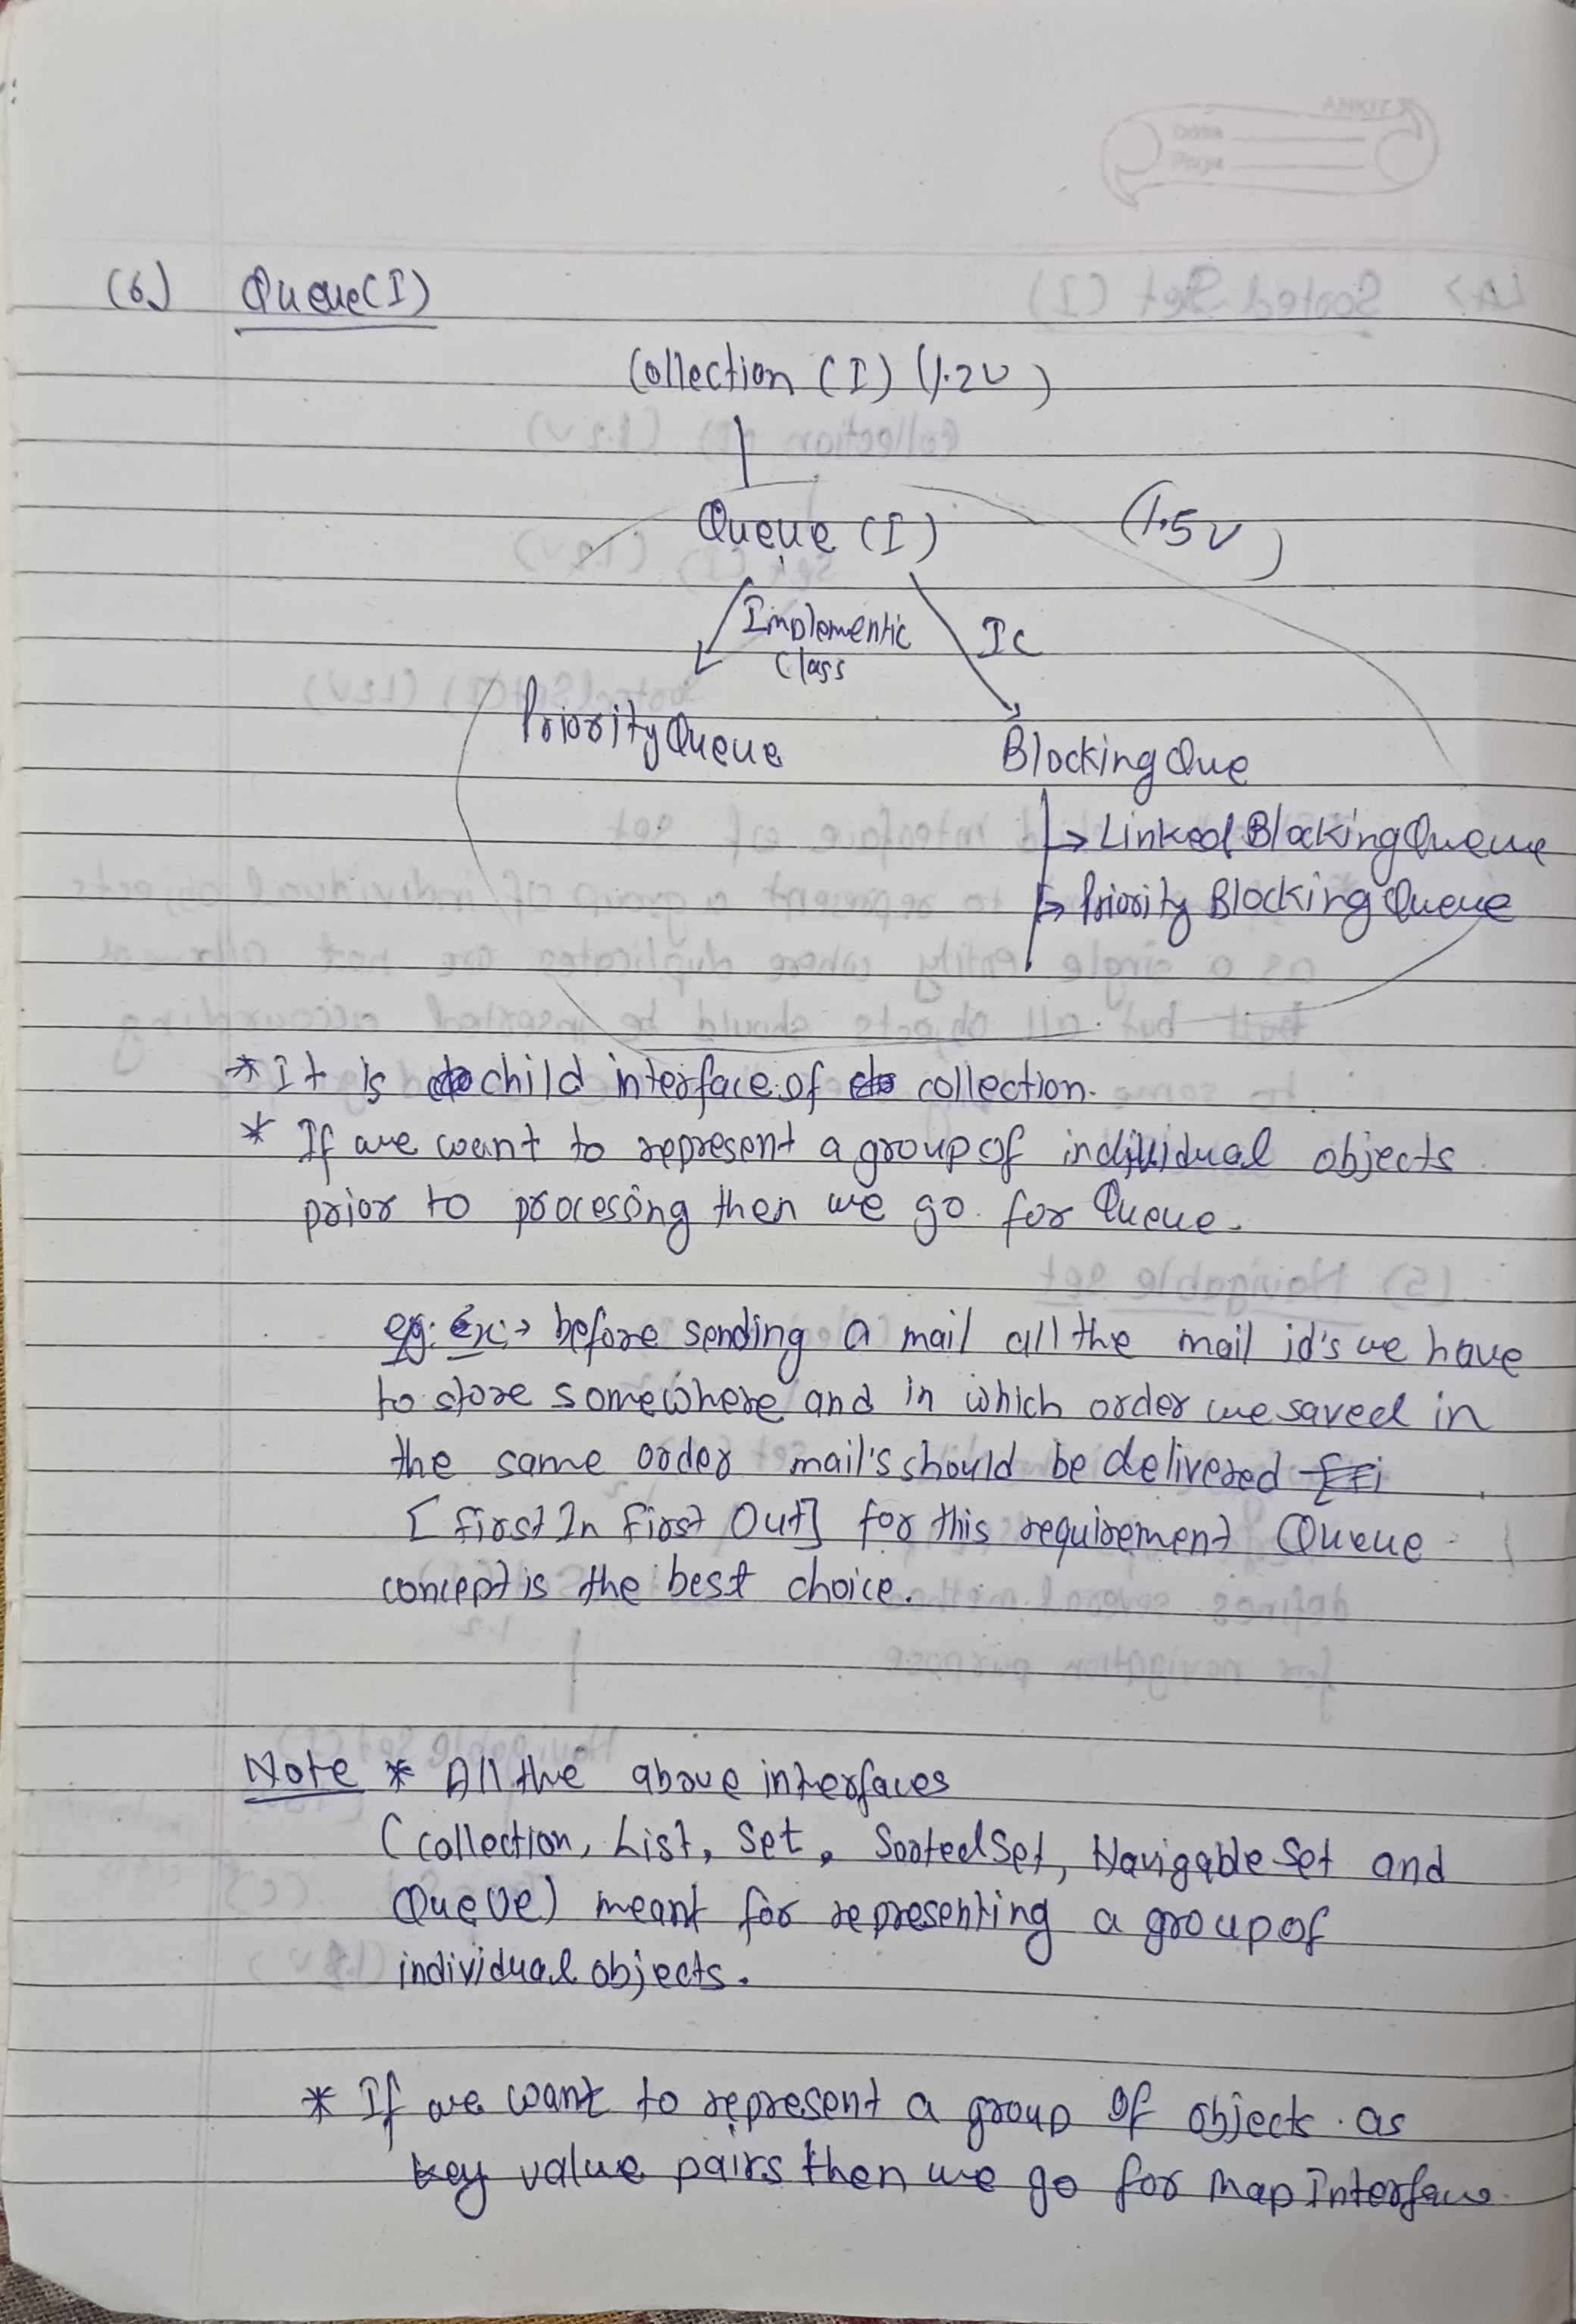 ANKIT
Date
Page
(6) Queue(I)
Collection (I) (1.2v)
Queue (I) (1.5v)
Implementic IC
Class
PriorityQueue
BlockingQue
→ LinkedBlockingQueue
→ Priority BlockingQueue
* It is child interface of collection.
* If we want to represent a group of individual objects
prior to processing then we go for Queue.
eg: Ex:→ before sending a mail all the mail id's we have
to store somewhere and in which order we saved in
the same order mail's should be delivered
[First In First Out] for this requirement Queue
concept is the best choice.
Note * All the above interfaces
(collection, List, Set, SortedSet, Navigable Set and
Queue) meant for representing a group of
individual objects.
* If we want to represent a group of objects as
key value pairs then we go for Map Interface.